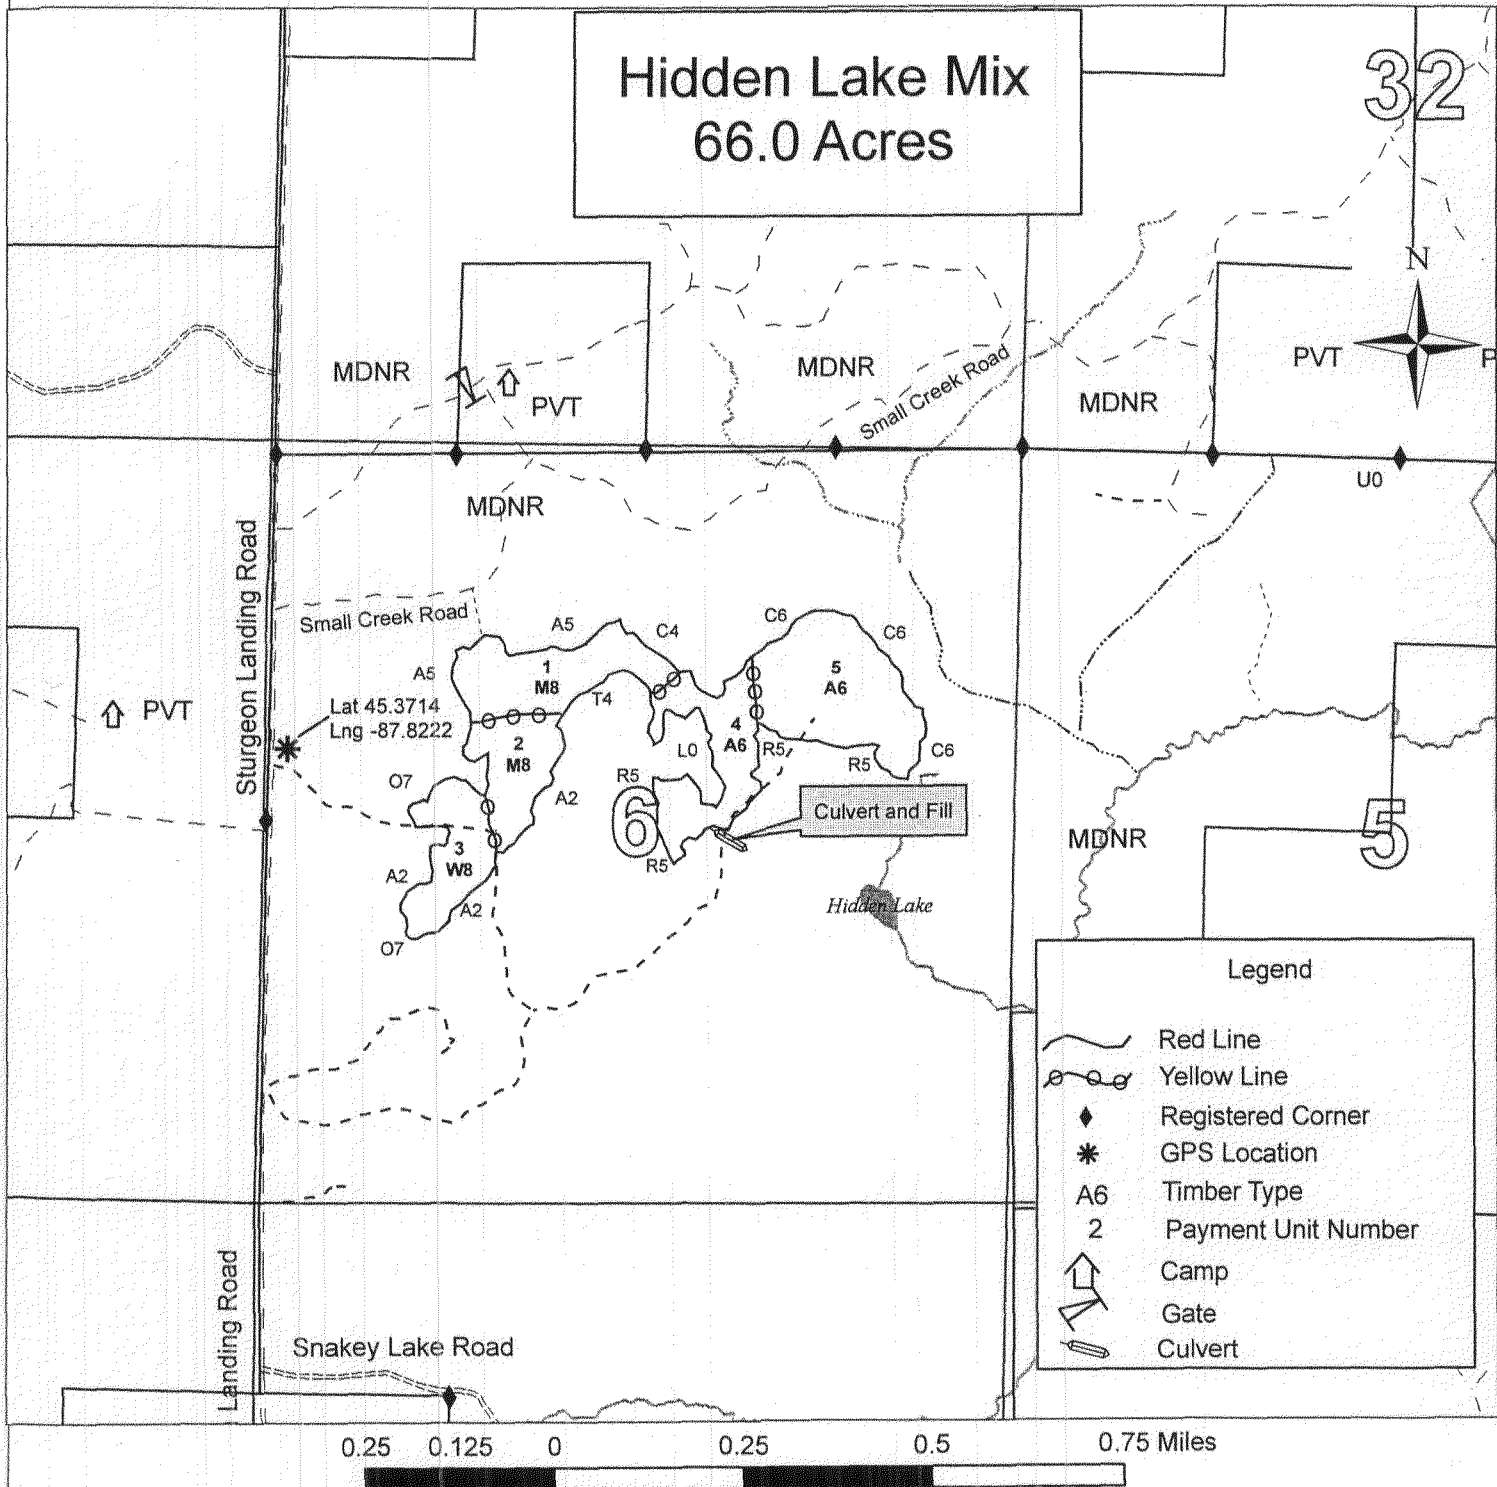 Hidden Lake Mix
66.0 Acres
32
N
MDNR
PVT
MDNR
Small Creek Road
MDNR
PVT
P
U0
MDNR
Sturgeon Landing Road
Small Creek Road
A5
C4
C6
C6
A5
1
M8
T4
5
A6
PVT
Lat 45.3714
Lng -87.8222
2
M8
4
A6
L0
R5
C6
R5
O7
R5
A2
6
Culvert and Fill
5
MDNR
3
W8
R5
A2
A2
O7
Hidden Lake
Legend
Red Line
Yellow Line
Registered Corner
GPS Location
A6 Timber Type
2 Payment Unit Number
Camp
Gate
Culvert
Landing Road
Snakey Lake Road
0.25 0.125 0 0.25 0.5 0.75 Miles